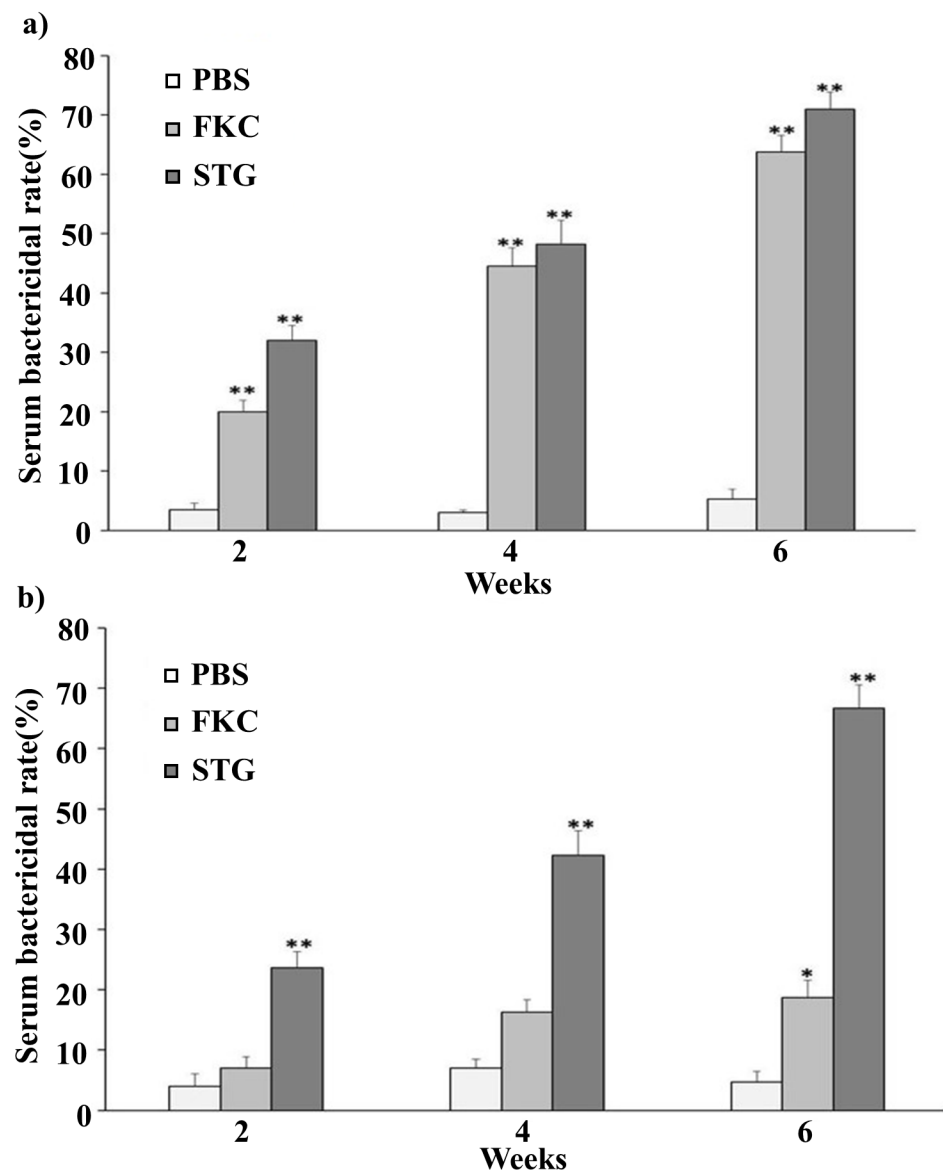 a)
80
70
60
50
40
30
20
10
0
Serum bactericidal rate(%)
PBS
FKC
STG
**
**
**
**
**
**
2
4
6
Weeks
b)
80
70
60
50
40
30
20
10
0
Serum bactericidal rate(%)
PBS
FKC
STG
**
**
*
**
2
4
6
Weeks